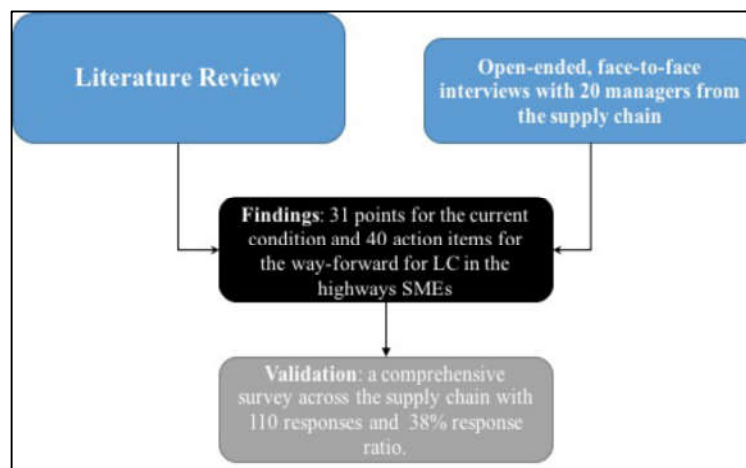 Literature Review
Open-ended, face-to-face
interviews with 20 managers from
the supply chain
Findings: 31 points for the current
condition and 40 action items for
the way-forward for LC in the
highways SMEs
Validation: a comprehensive
survey across the supply chain with
110 responses and 38% response
ratio.